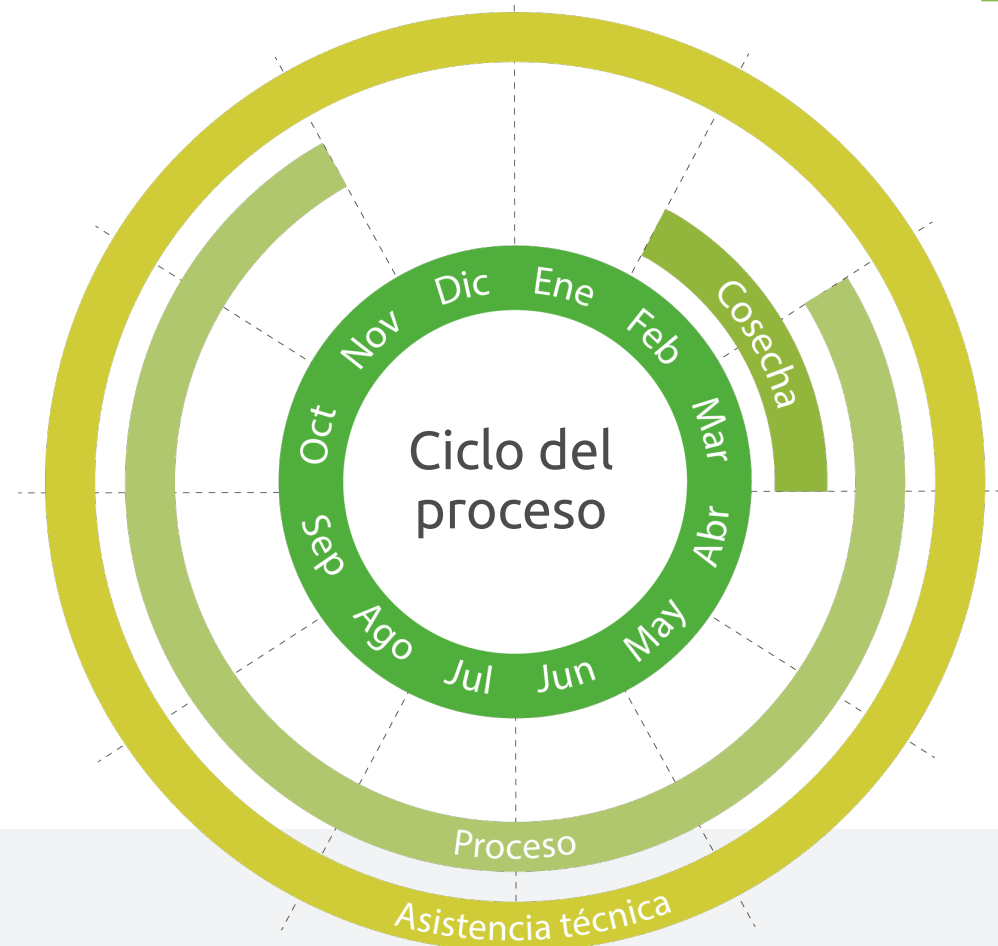 Ciclo del
proceso
Ene
Feb
Mar
Abr
May
Jun
Jul
Ago
Sep
Oct
Nov
Dic
Cosecha
Proceso
Asistencia técnica